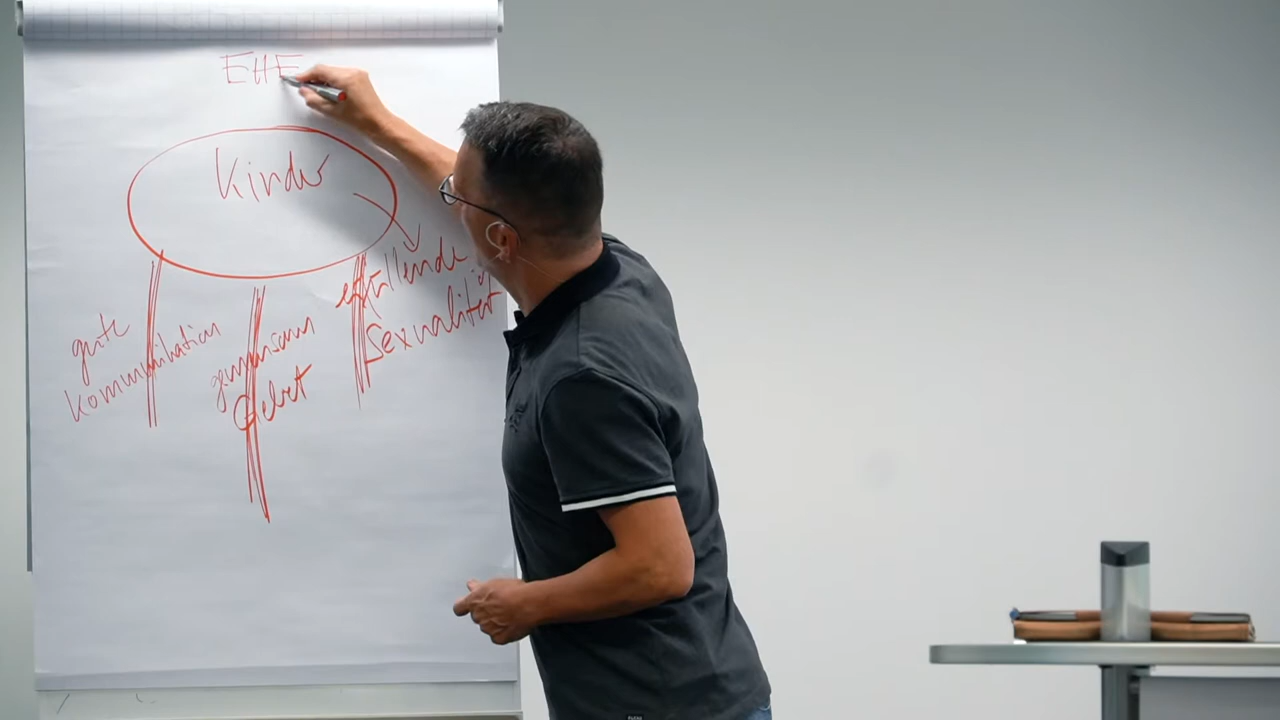 EHE
Kinder
gute
Kommunikation
gemeinsam
Gebet
erfüllende
Sexualität